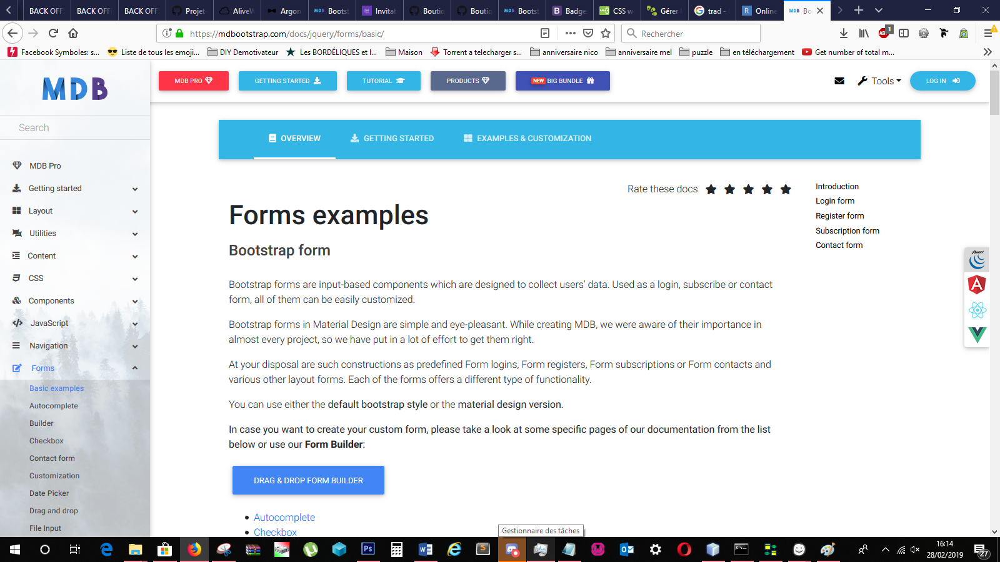 BACK OFF
BACK OFF
BACK OFF
Projet-
AliveW
Argon
Bootst
Invitat
Boutiq
Boutiq
Bootst
Badge
CSS w
Gérer
trad -
Online
Bo
https://mdbootstrap.com/docs/jquery/forms/basic/
Rechercher
1
Facebook Symboles: s...
Liste de tous les emoji...
DIY Demotivateur
Les BORDÉLIQUES et l...
Maison
Torrent a telecharger s...
anniversaire nico
anniversaire mel
puzzle
en téléchargement
Get number of total m...
MDB
MDB PRO
GETTING STARTED
TUTORIAL
PRODUCTS
NEW BIG BUNDLE
Tools
LOG IN
Search
MDB Pro
Getting started
Layout
Utilities
Content
CSS
Components
JavaScript
Navigation
Forms
Basic examples
Autocomplete
Builder
Checkbox
Contact form
Customization
Date Picker
Drag and drop
File Input
OVERVIEW
GETTING STARTED
EXAMPLES & CUSTOMIZATION
Rate these docs
Introduction
Login form
Register form
Subscription form
Contact form
jQuery
Forms examples
Bootstrap form
Bootstrap forms are input-based components which are designed to collect users' data. Used as a login, subscribe or contact
form, all of them can be easily customized.
Bootstrap forms in Material Design are simple and eye-pleasant. While creating MDB, we were aware of their importance in
almost every project, so we have put in a lot of effort to get them right.
At your disposal are such constructions as predefined Form logins, Form registers, Form subscriptions or Form contacts and
various other layout forms. Each of the forms offers a different type of functionality.
You can use either the default bootstrap style or the material design version.
In case you want to create your custom form, please take a look at some specific pages of our documentation from the list
below or use our Form Builder:
DRAG & DROP FORM BUILDER
Autocomplete
Checkbox
Gestionnaire des tâches
16:14
28/02/2019
27